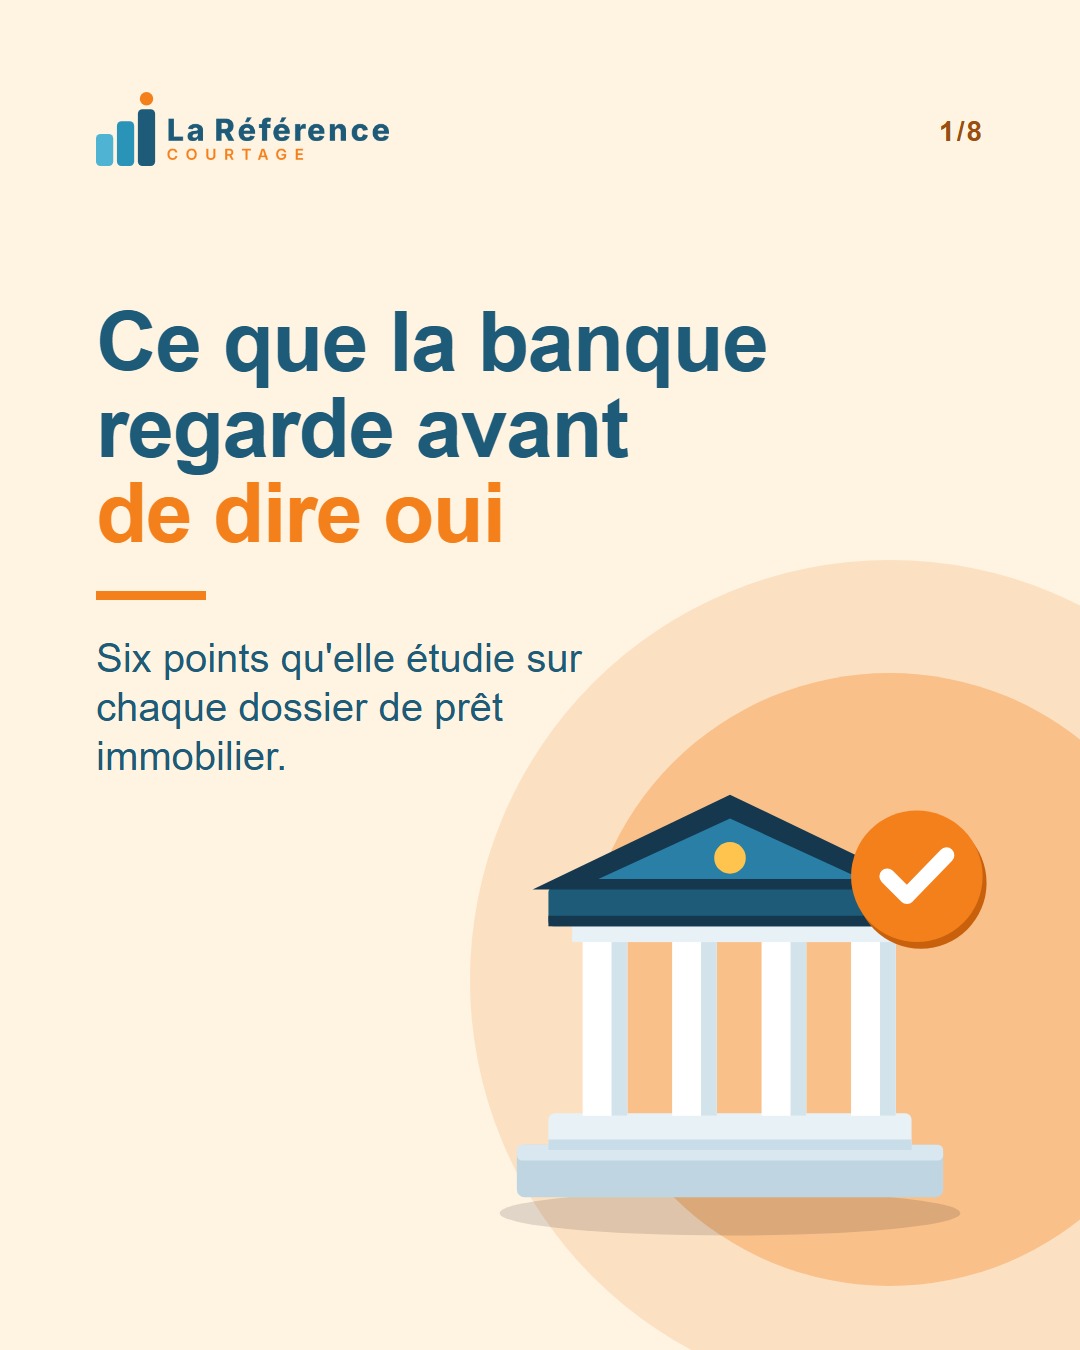 La Référence
COURTAGE
1/8
Ce que la banque
regarde avant
de dire oui
Six points qu'elle étudie sur
chaque dossier de prêt
immobilier.